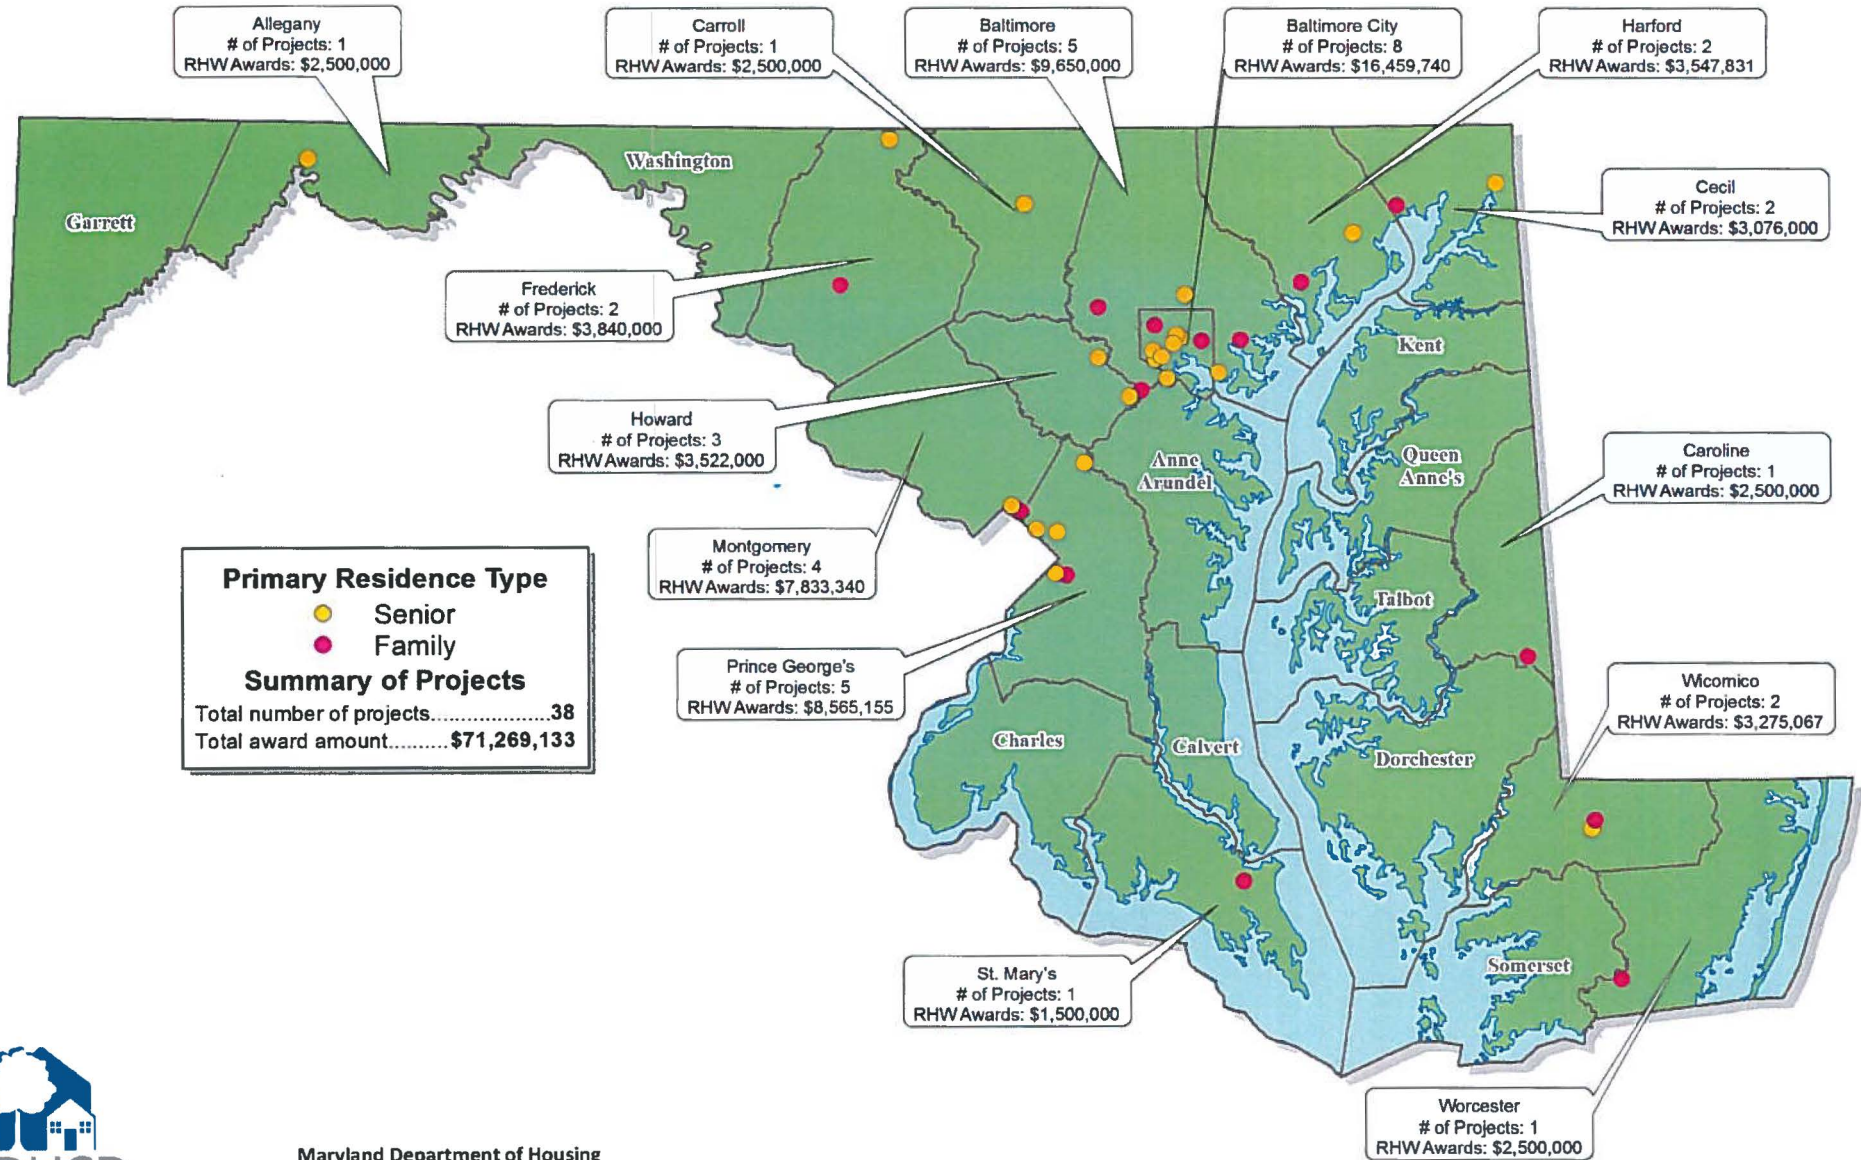 Allegany
# of Projects: 1
RHW Awards: $2,500,000
Carroll
# of Projects: 1
RHW Awards: $2,500,000
Baltimore
# of Projects: 5
RHW Awards: $9,650,000
Baltimore City
# of Projects: 8
RHW Awards: $16,459,740
Harford
# of Projects: 2
RHW Awards: $3,547,831
Washington
Garrett
Cecil
# of Projects: 2
RHW Awards: $3,076,000
Frederick
# of Projects: 2
RHW Awards: $3,840,000
Kent
Howard
# of Projects: 3
RHW Awards: $3,522,000
Anne
Arundel
Queen
Anne's
Caroline
# of Projects: 1
RHW Awards: $2,500,000
Montgomery
# of Projects: 4
RHW Awards: $7,833,340
Primary Residence Type
Senior
Family
Summary of Projects
Total number of projects...................38
Total award amount..........$71,269,133
Talbot
Prince George's
# of Projects: 5
RHW Awards: $8,565,155
Wicomico
# of Projects: 2
RHW Awards: $3,275,067
Charles
Calvert
Dorchester
St. Mary's
# of Projects: 1
RHW Awards: $1,500,000
Somerset
Worcester
# of Projects: 1
RHW Awards: $2,500,000
Maryland Department of Housing